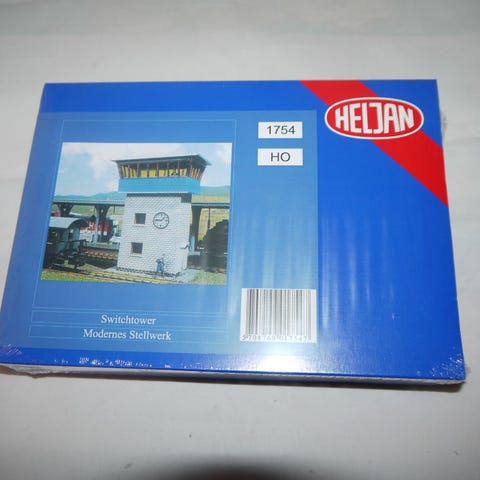 HELJAN
1754
HO
Switchtower
Modernes Stellwerk